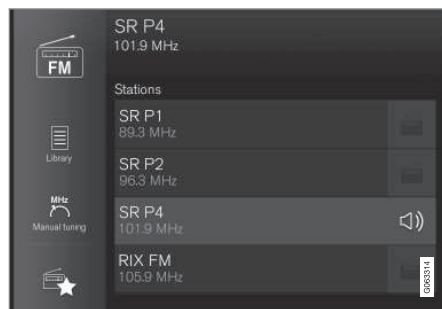 FM
Library
MHz
Manual tuning
SR P4
101.9 MHz
Stations
SR P1
89.3 MHz
SR P2
96.3 MHz
SR P4
101.9 MHz
RIX FM
105.9 MHz
G063314